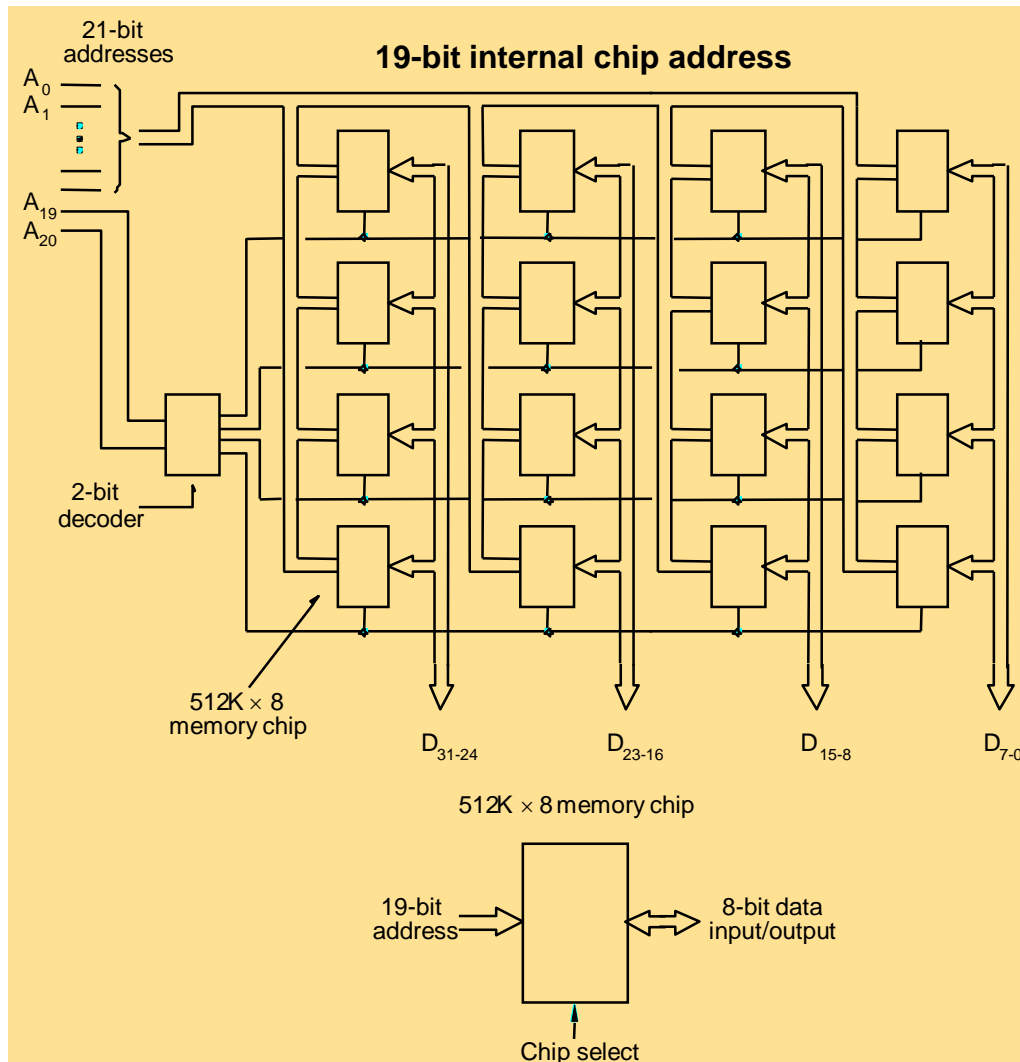 21-bit
addresses
19-bit internal chip address
A0
A1
A19
A20
2-bit
decoder
512K × 8
memory chip
D31-24
D23-16
D15-8
D7-0
512K × 8 memory chip
19-bit
address
8-bit data
input/output
Chip select